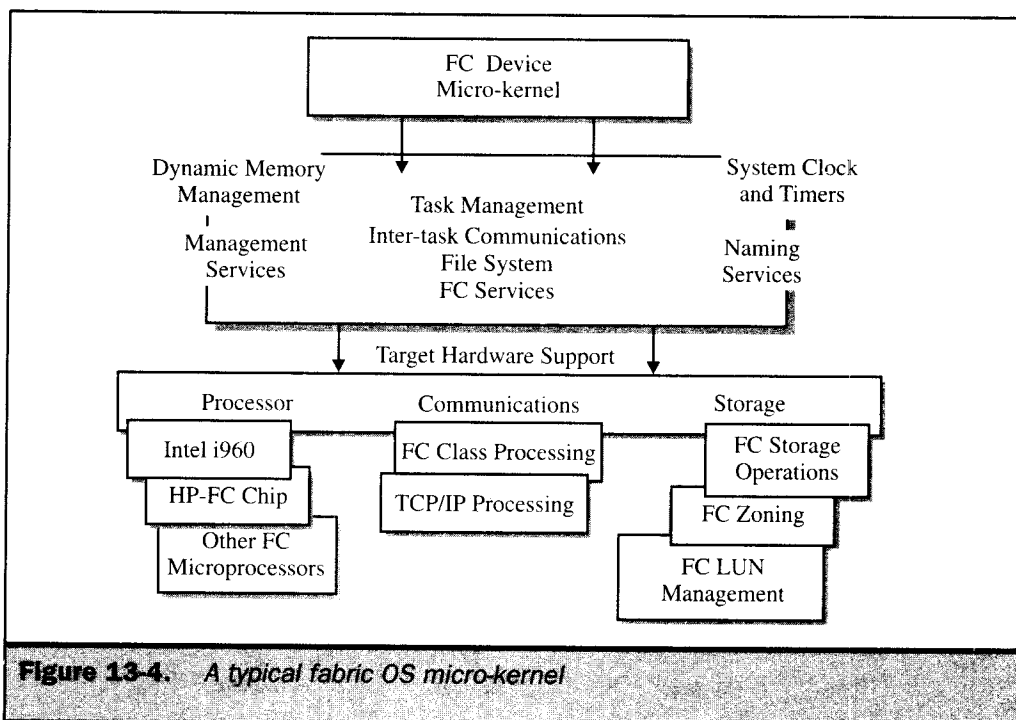 FC Device
Micro-kernel
Dynamic Memory
Management
System Clock
and Timers
Task Management
Inter-task Communications
File System
FC Services
Management
Services
Naming
Services
Target Hardware Support
Processor
Communications
Storage
Intel i960
HP-FC Chip
Other FC
Microprocessors
FC Class Processing
TCP/IP Processing
FC Storage
Operations
FC Zoning
FC LUN
Management
Figure 13-4. A typical fabric OS micro-kernel